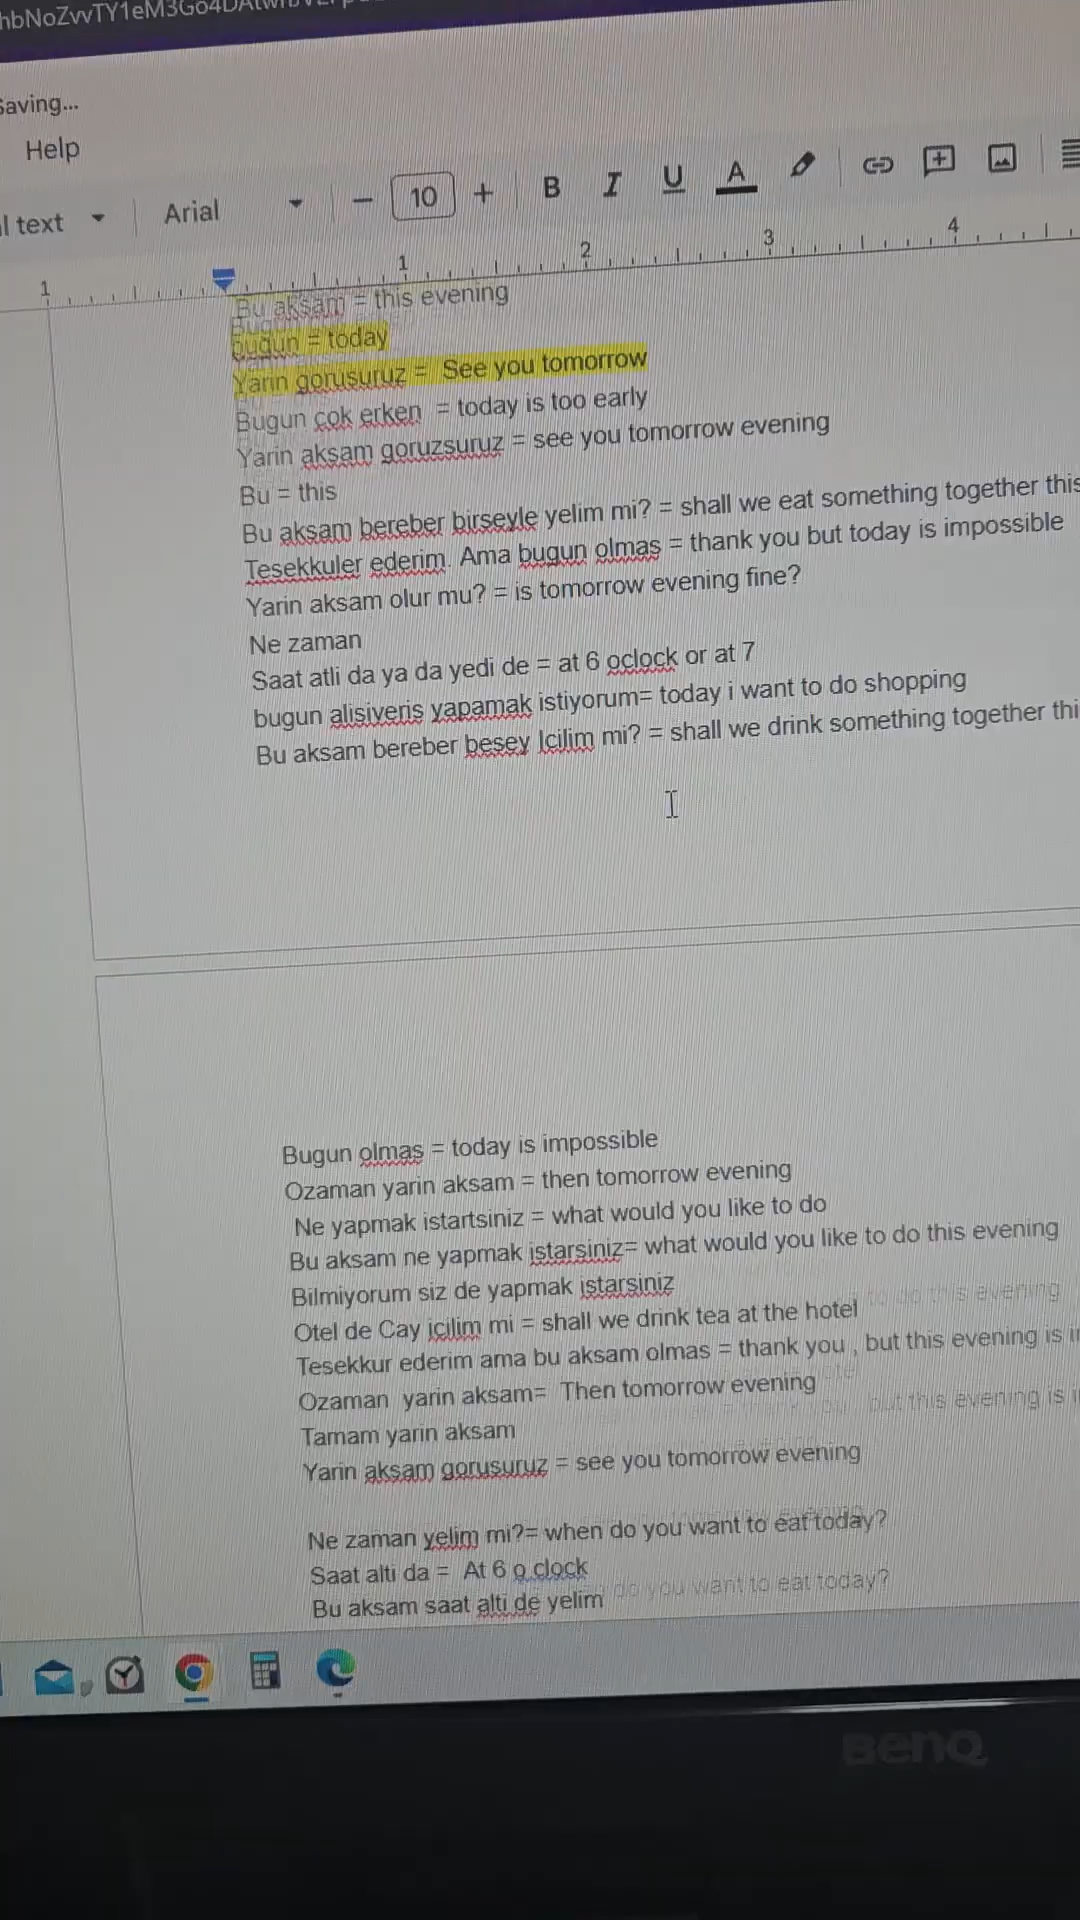 Saving...
Help
text
Arial
10
B I U A
1 1 2 3 4
Bu aksam = this evening
bugun = today
Yarin gorusuruz = See you tomorrow
Bugun cok erken = today is too early
Yarin aksam goruzsuruz = see you tomorrow evening
Bu = this
Bu aksam bereber birseyle yelim mi? = shall we eat something together this
Tesekkuler ederim. Ama bugun olmas = thank you but today is impossible
Yarin aksam olur mu? = is tomorrow evening fine?
Ne zaman
Saat atli da ya da yedi de = at 6 oclock or at 7
bugun alisiveris yapamak istiyorum= today i want to do shopping
Bu aksam bereber besey Icilim mi? = shall we drink something together thi
Bugun olmas = today is impossible
Ozaman yarin aksam = then tomorrow evening
Ne yapmak istartsiniz = what would you like to do
Bu aksam ne yapmak istarsiniz= what would you like to do this evening
Bilmiyorum siz de yapmak istarsiniz
Otel de Cay icilim mi = shall we drink tea at the hotel
Tesekkur ederim ama bu aksam olmas = thank you , but this evening is
Ozaman yarin aksam= Then tomorrow evening
Tamam yarin aksam
Yarin aksam gorusuruz = see you tomorrow evening
Ne zaman yelim mi?= when do you want to eat today?
Saat alti da = At 6 o clock
Bu aksam saat alti de yelim
BenQ